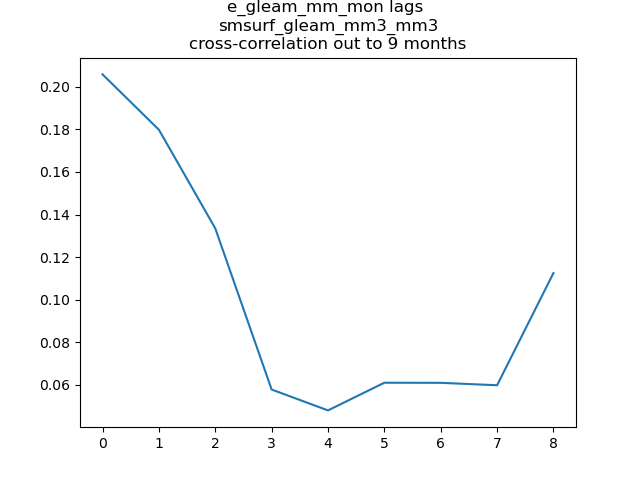 e_gleam_mm_mon lags
smsurf_gleam_mm3_mm3
cross-correlation out to 9 months
0.20
0.18
0.16
0.14
0.12
0.10
0.08
0.06
0 1 2 3 4 5 6 7 8